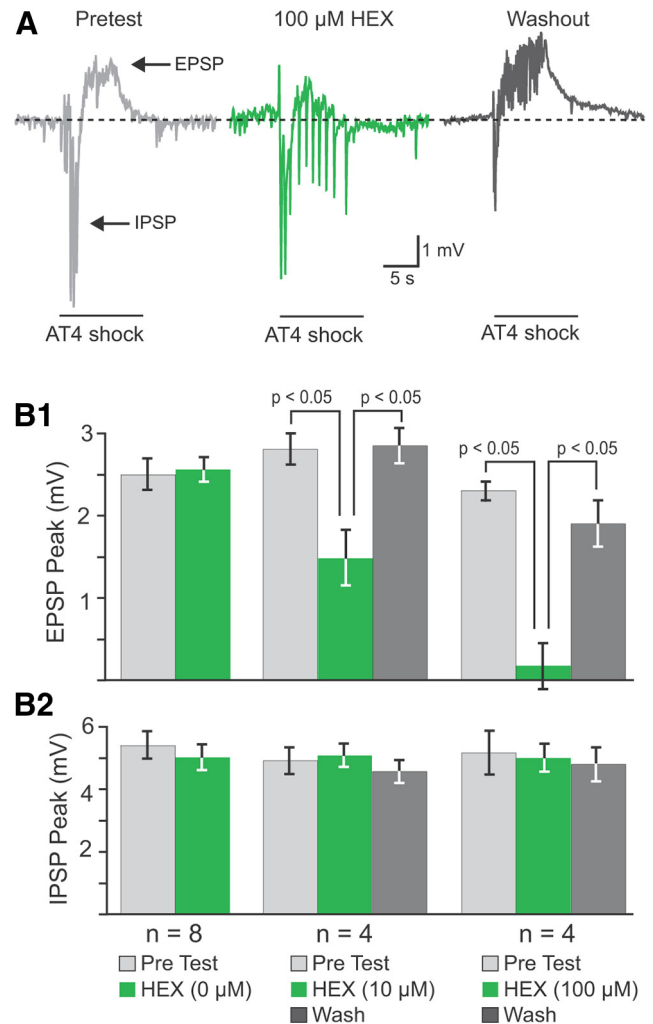 A
Pretest
100 µM HEX
Washout
EPSP
IPSP
1 mV
5 s
AT4 shock
AT4 shock
AT4 shock
B1
p < 0.05
p < 0.05
p < 0.05
p < 0.05
EPSP Peak (mV)
3
2
1
B2
IPSP Peak (mV)
6
4
2
n = 8
n = 4
n = 4
Pre Test
Pre Test
Pre Test
HEX (0 µM)
HEX (10 µM)
HEX (100 µM)
Wash
Wash